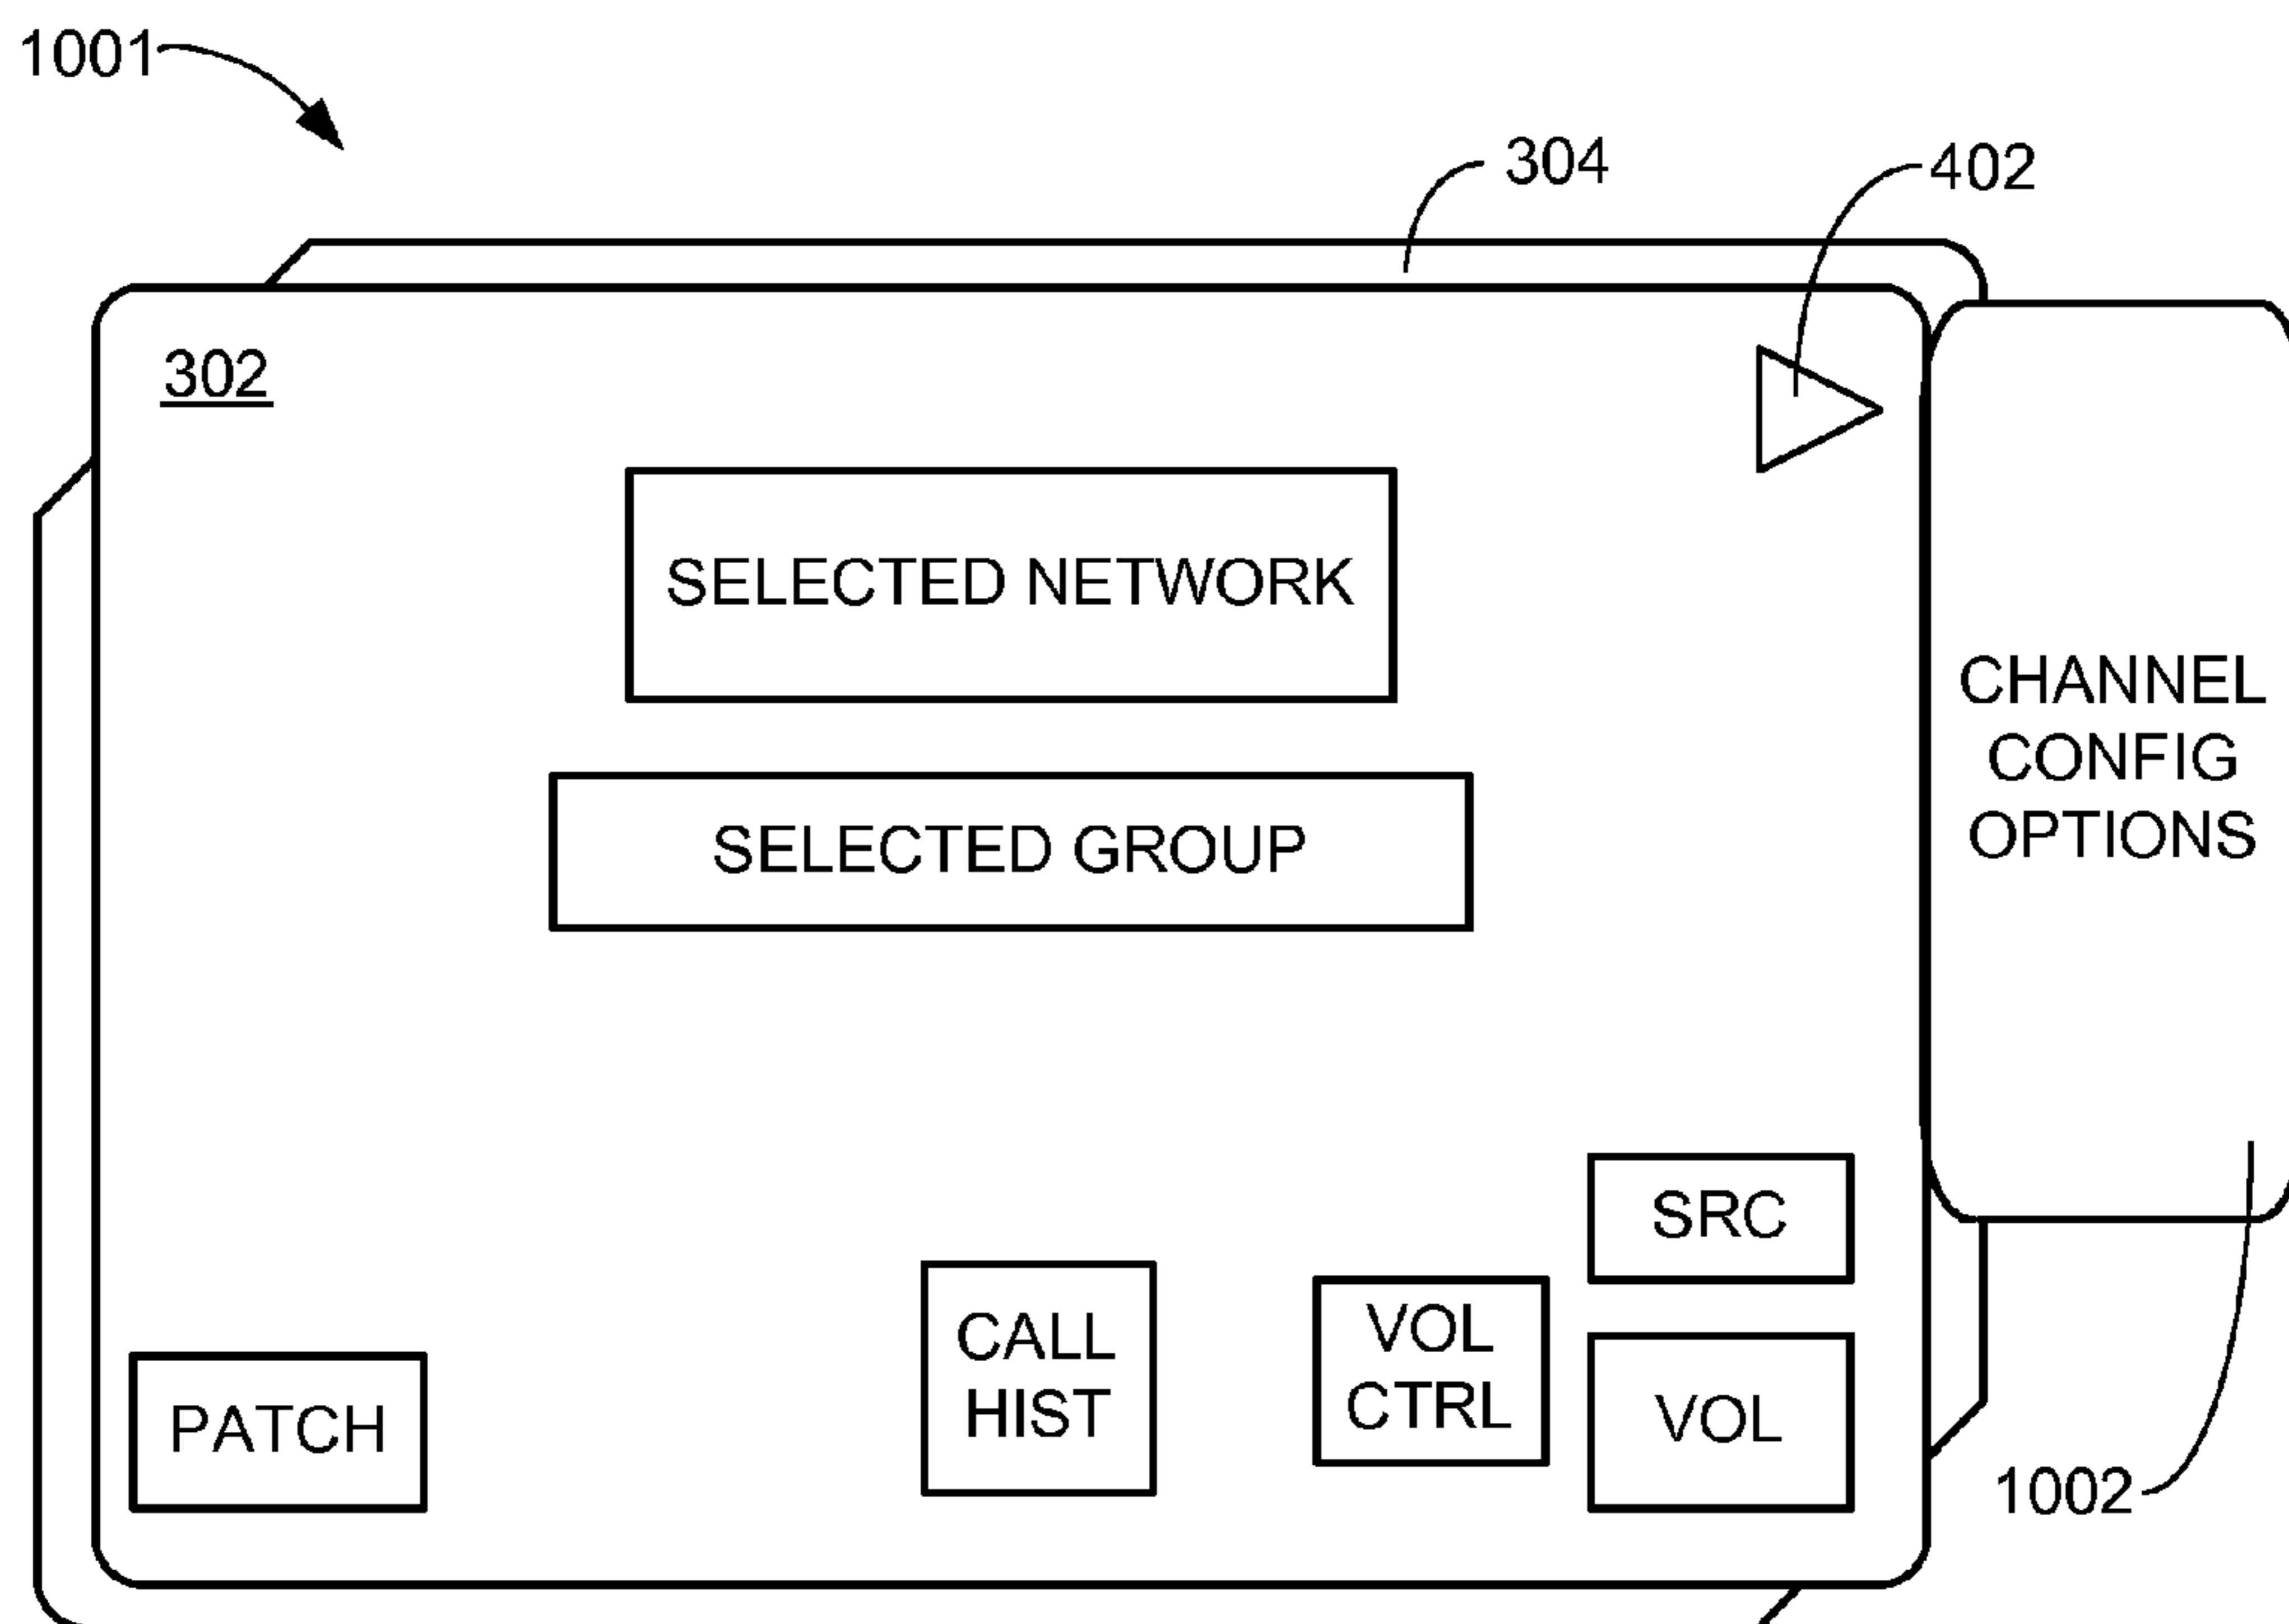 1001
304
402
302
SELECTED NETWORK
CHANNEL
CONFIG
OPTIONS
SELECTED GROUP
SRC
CALL
HIST
VOL
CTRL
VOL
PATCH
1002